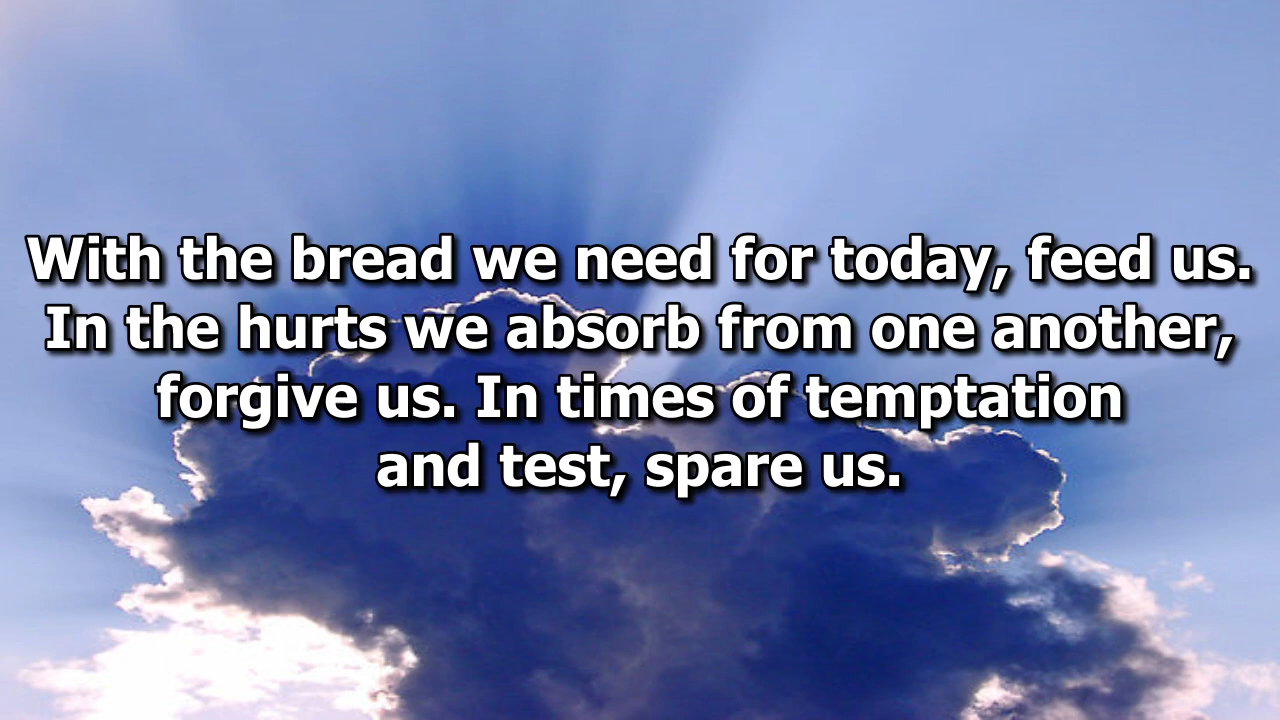 With the bread we need for today, feed us.
In the hurts we absorb from one another,
forgive us. In times of temptation
and test, spare us.